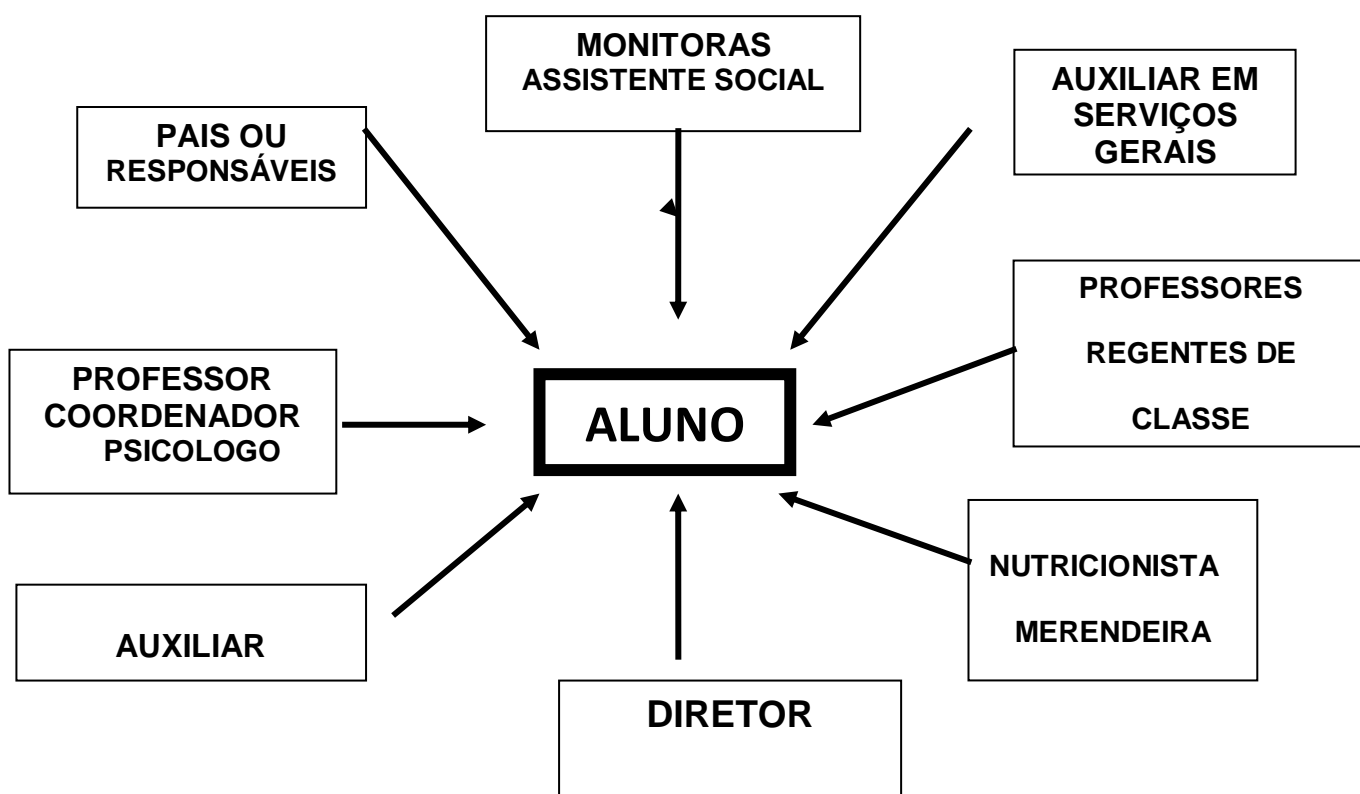 MONITORAS
ASSISTENTE SOCIAL
AUXILIAR EM
SERVIÇOS
GERAIS
PAIS OU
RESPONSÁVEIS
PROFESSORES
REGENTES DE
CLASSE
PROFESSOR
COORDENADOR
PSICOLOGO
ALUNO
NUTRICIONISTA
MERENDEIRA
AUXILIAR
DIRETOR